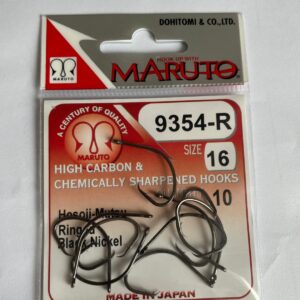 DOHITOMI & CO., LTD.
HOOK UP WITH
MARUTO
A CENTURY OF QUALITY
MARUTO
9354-R
SIZE 16
HIGH CARBON &
CHEMICALLY SHARPENED HOOKS
10
Hosoji-Mutsu
Ringed
Black Nickel
MADE IN JAPAN